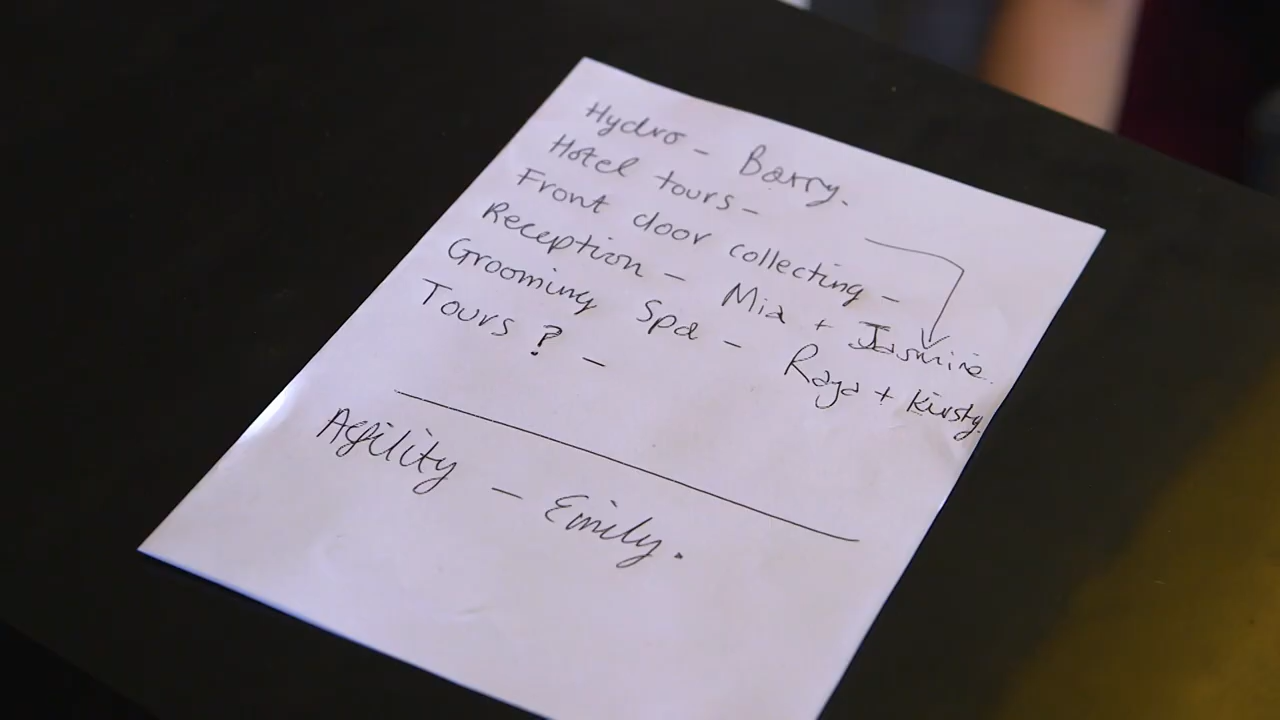 Hydro - Barry.
Hotel tours -
Front door collecting -
Reception - Mia + Jasmine.
Grooming Spa - Raya + Kirsty.
Tours ? -
Agility - Emily.